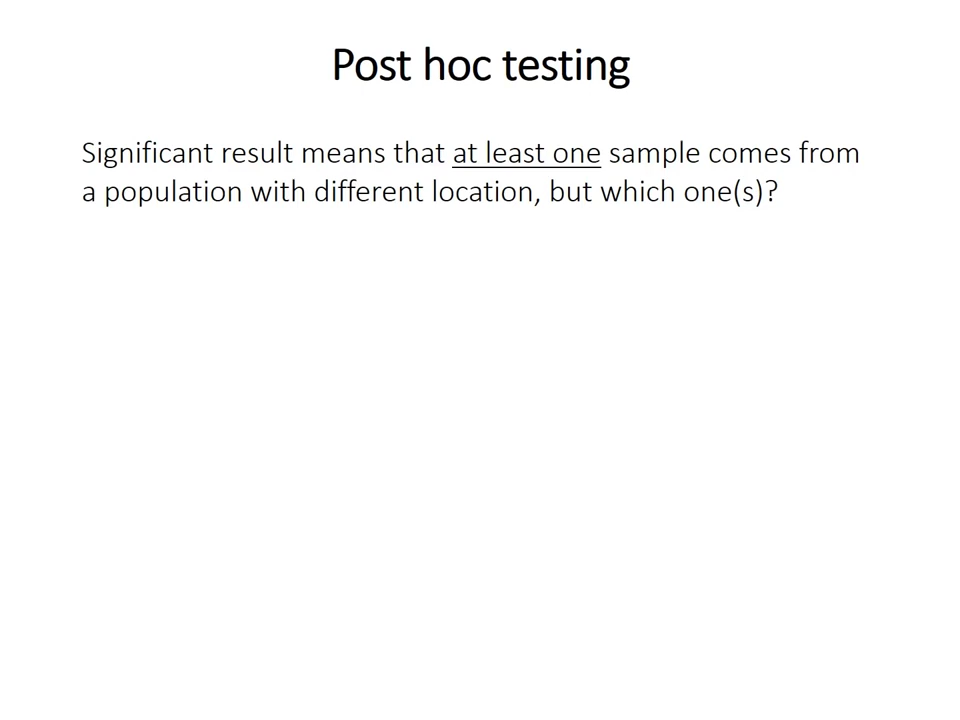 Post hoc testing
Significant result means that at least one sample comes from
a population with different location, but which one(s)?